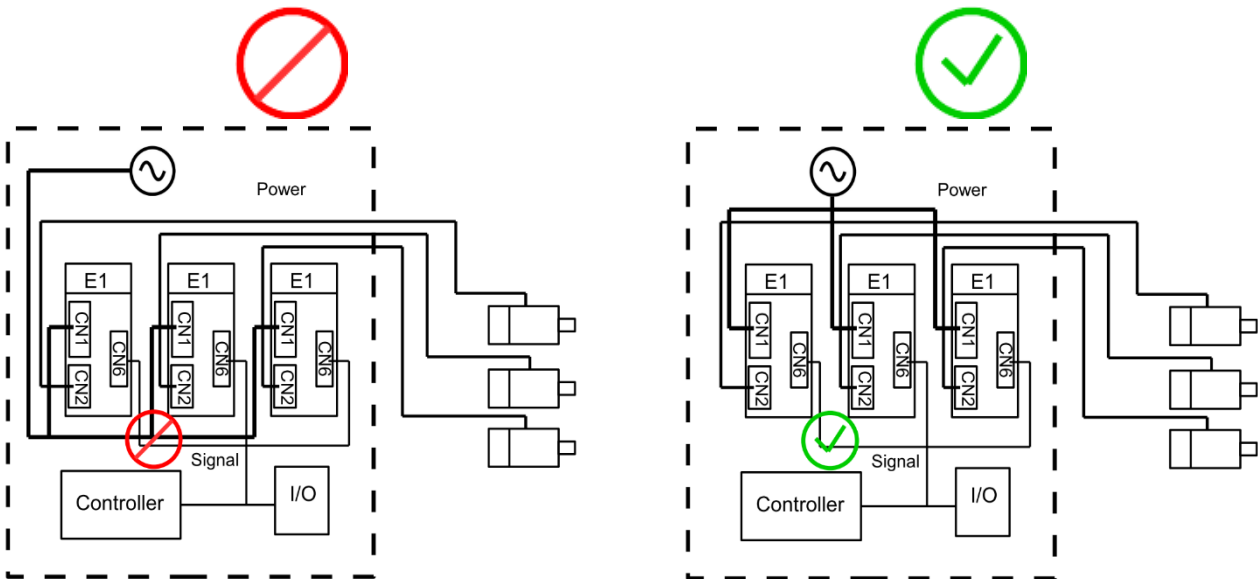 Power
E1 E1 E1
CN1 CN1 CN1
CN6 CN6 CN6
CN2 CN2 CN2
Signal
Controller
I/O
Power
E1 E1 E1
CN1 CN1 CN1
CN6 CN6 CN6
CN2 CN2 CN2
Signal
Controller
I/O